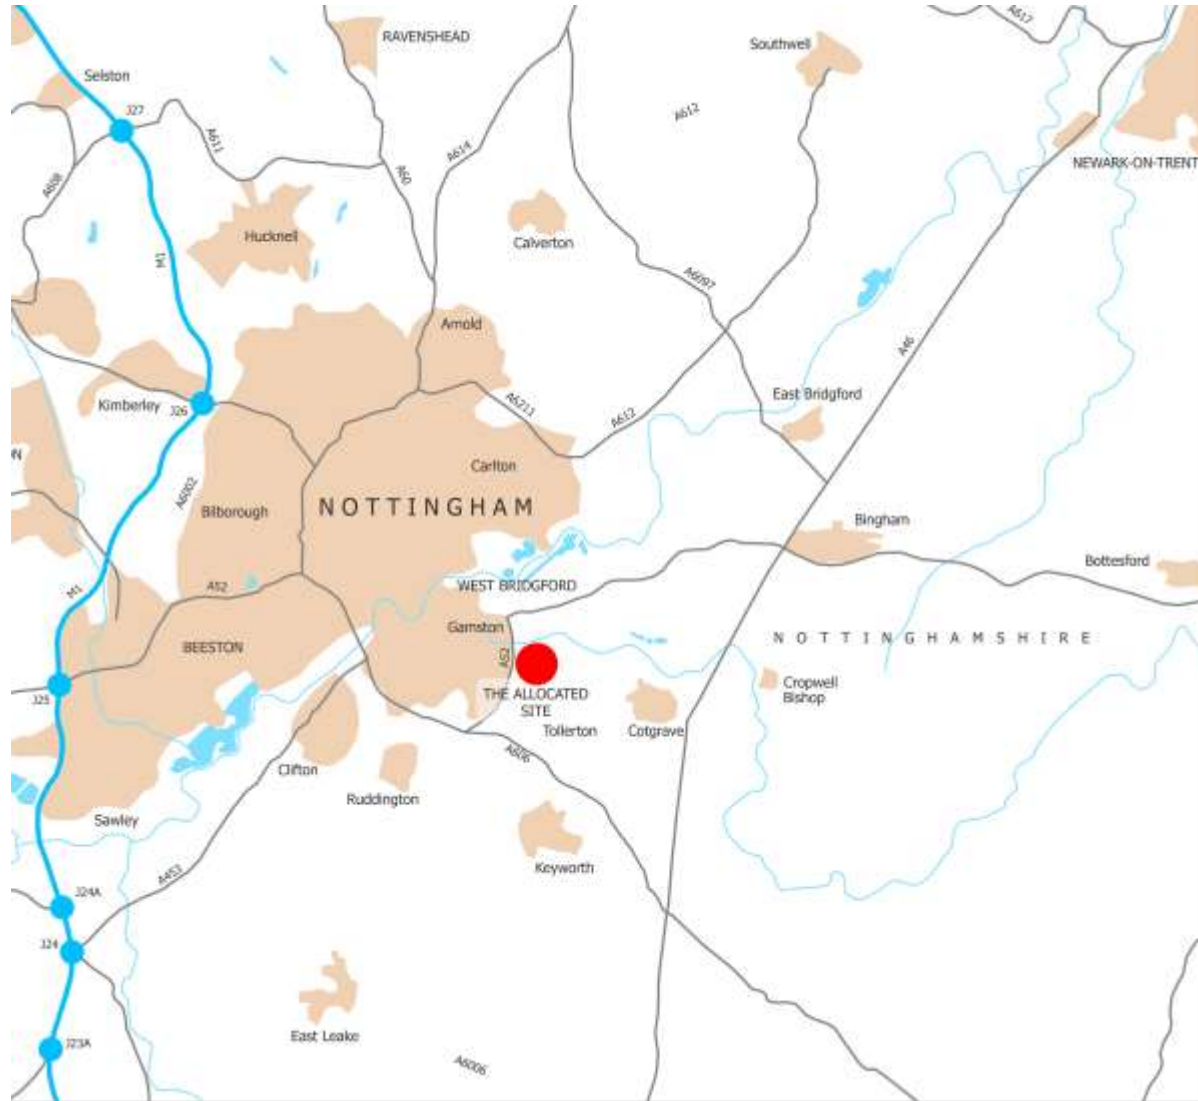 A617
RAVENSHEAD
Southwell
Selston
J27
A612
A611
A614
A60
NEWARK-ON-TRENT
A608
Hucknell
Calverton
M1
A6097
Arnold
A46
East Bridgford
Kimberley
J26
A6211
A612
N
Carlton
A6002
Bilborough
NOTTINGHAM
Bingham
Bottesford
A52
WEST BRIDGFORD
M1
Gamston
NOTTINGHAMSHIRE
BEESTON
A52
J25
THE ALLOCATED
SITE
Cropwell
Bishop
Tollerton
Cotgrave
A606
Clifton
Ruddington
Sawley
Keyworth
A453
J24A
J24
East Leake
J23A
A6006